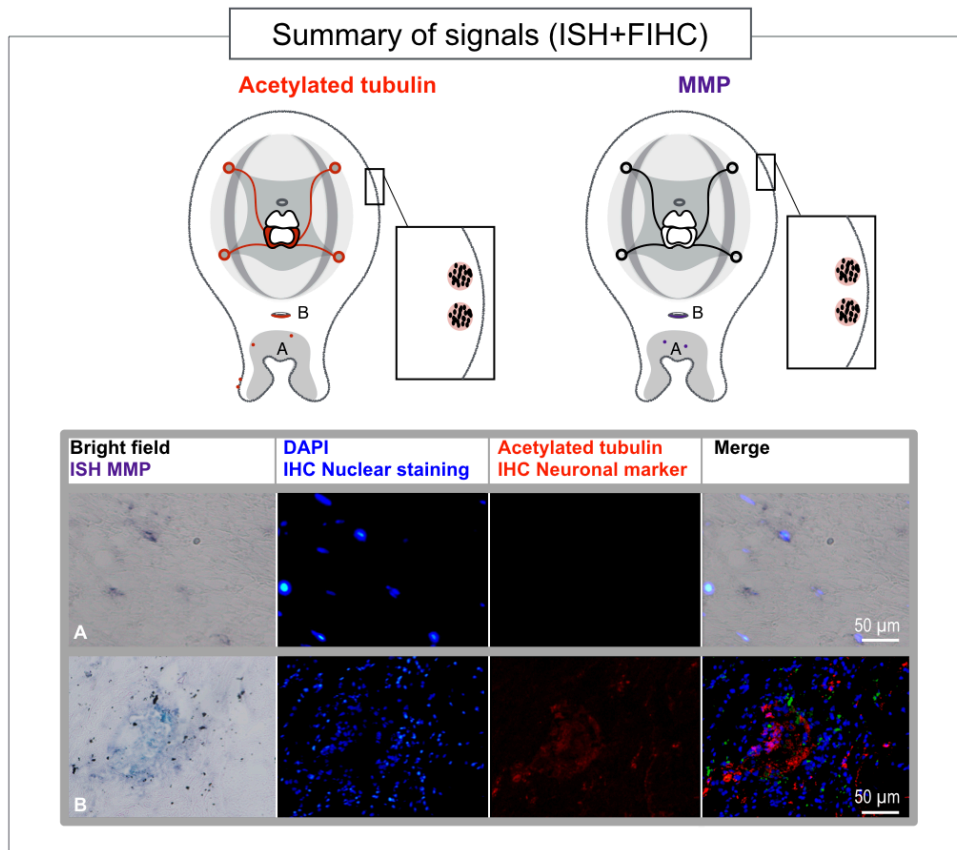 Summary of signals (ISH+FIHC)
Acetylated tubulin
MMP
B
A
B
A
Bright field
ISH MMP
DAPI
IHC Nuclear staining
Acetylated tubulin
IHC Neuronal marker
Merge
A
50 µm
B
50 µm